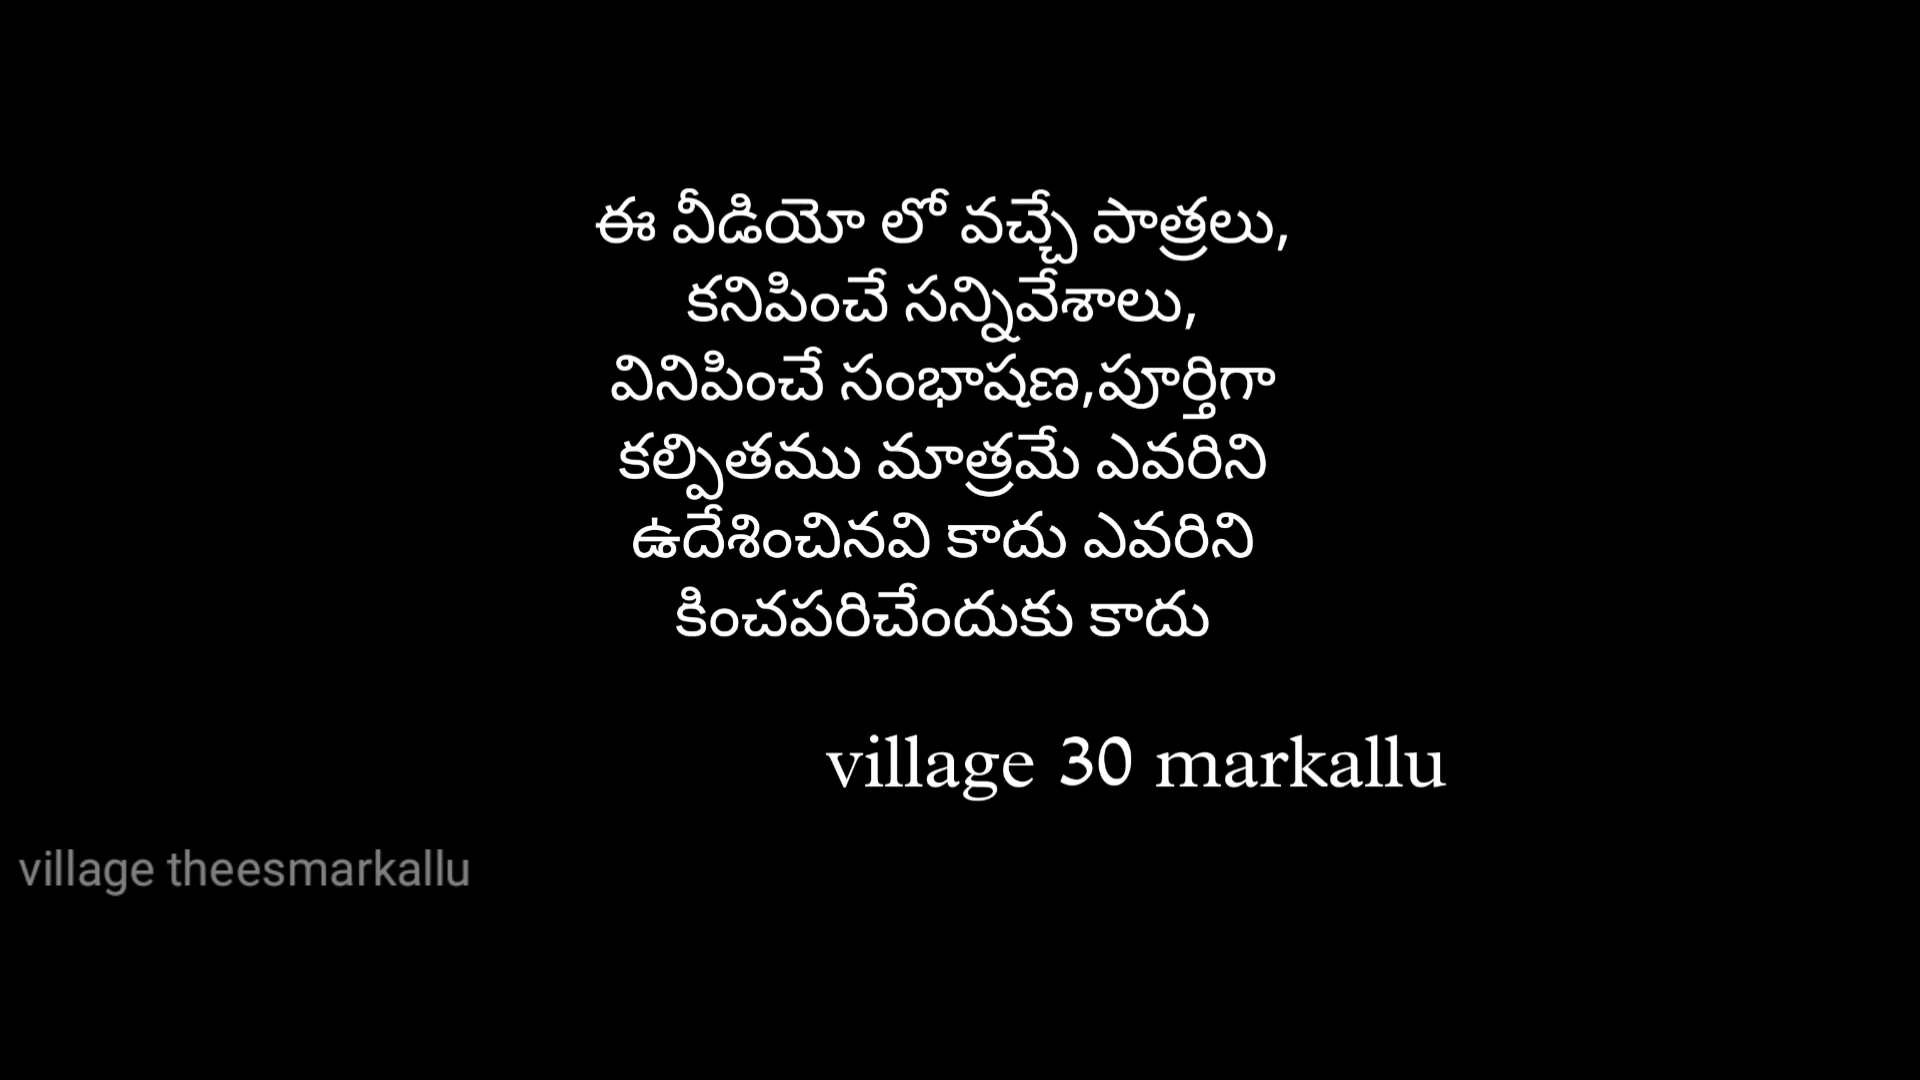 ఈ వీడియో లో వచ్చే పాత్రలు,
కనిపించే సన్నివేశాలు,
వినిపించే సంభాషణ,పూర్తిగా
కల్పితము మాత్రమే ఎవరిని
ఉదేశించినవి కాదు ఎవరిని
కించపరిచేందుకు కాదు
village 30 markallu
village theesmarkallu